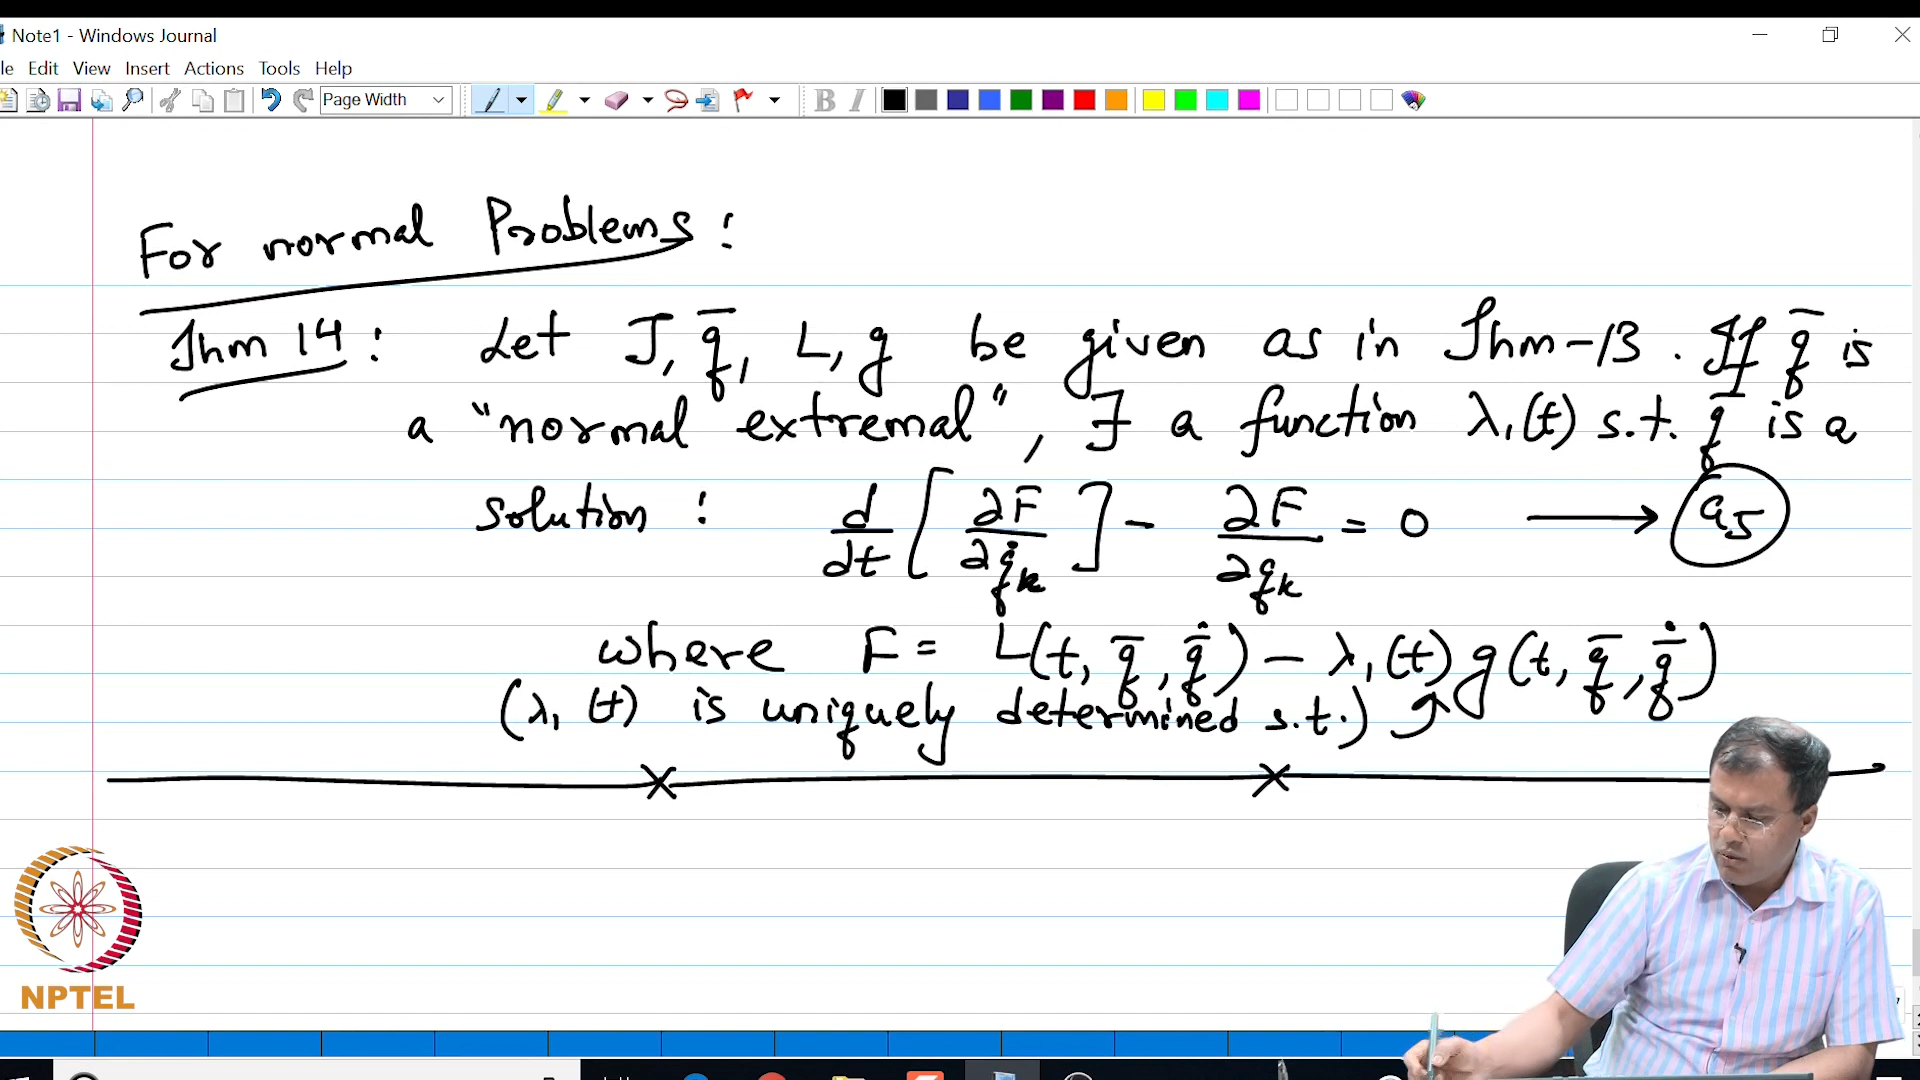 Note1 - Windows Journal
le Edit View Insert Actions Tools Help
Page Width B I
For normal Problems :
Thm 14 : Let J, q̄, L, g be given as in Thm-13. If q̄ is
a "normal extremal", ∃ a function λ₁(t) s.t. q̄ is a
solution : d/dt [ ∂F/∂q̇ₖ ] - ∂F/∂qₖ = 0 → a5
where F = L(t, q̄, q̄̇) - λ₁(t) g(t, q̄, q̄̇)
(λ₁(t) is uniquely determined s.t.)
NPTEL